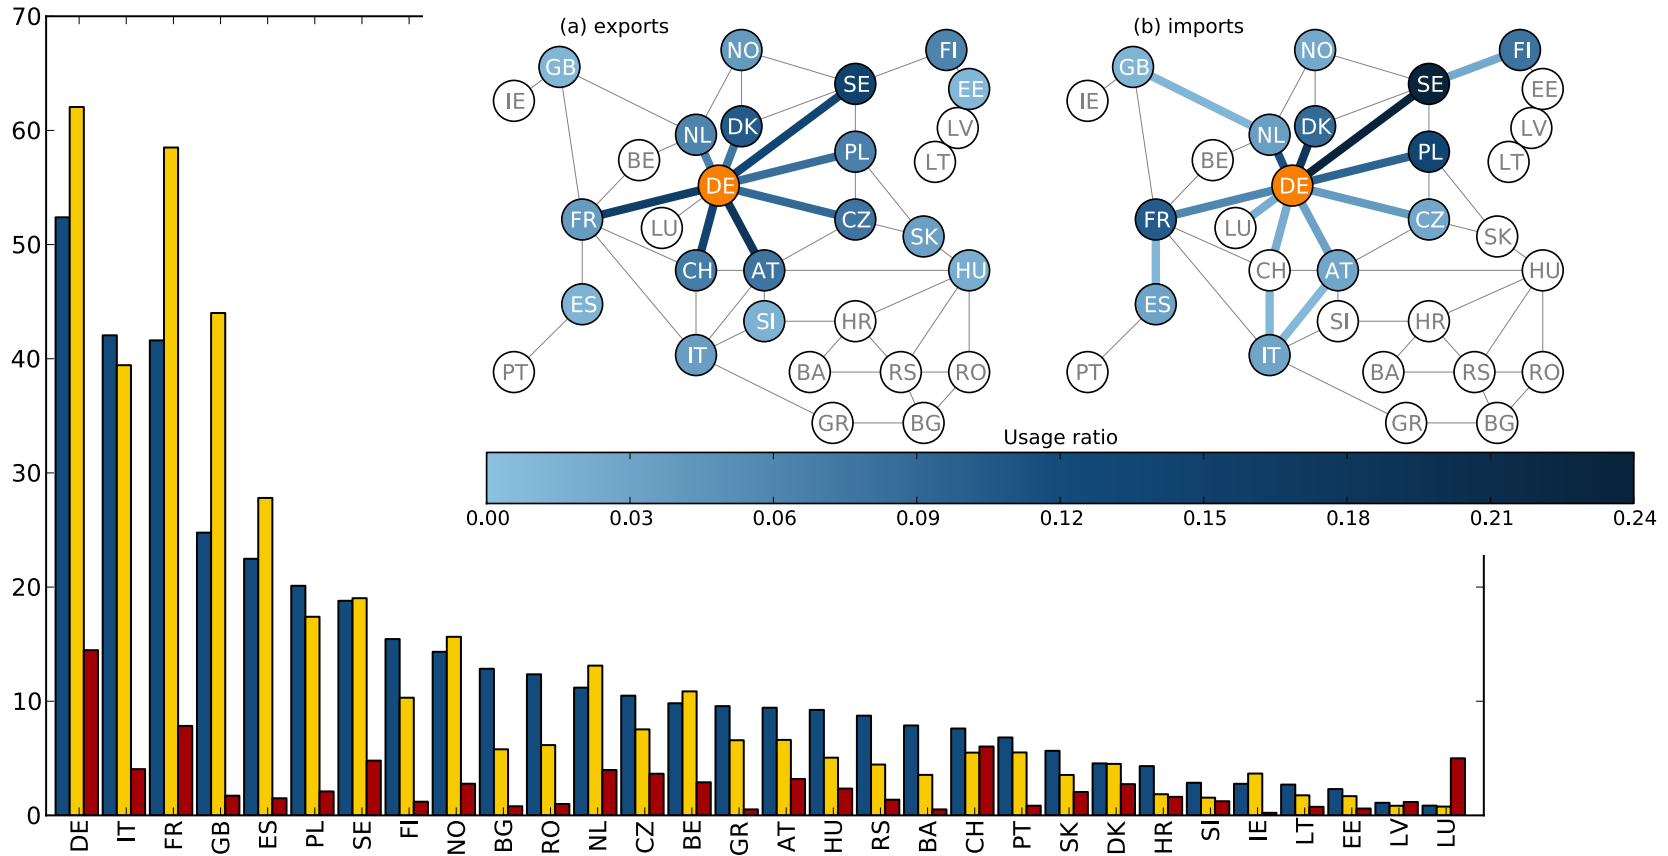 70
60
50
40
30
20
10
0
(a) exports
NO
FI
GB
SE
EE
IE
NL
DK
LV
BE
PL
LT
DE
FR
LU
CZ
SK
CH
AT
HU
ES
SI
HR
IT
PT
BA
RS
RO
GR
BG
(b) imports
NO
FI
GB
SE
EE
IE
NL
DK
LV
BE
PL
LT
DE
FR
LU
CZ
SK
CH
AT
HU
ES
SI
HR
IT
PT
BA
RS
RO
GR
BG
Usage ratio
0.00 0.03 0.06 0.09 0.12 0.15 0.18 0.21 0.24
DE IT FR GB ES PL SE FI NO BG RO NL CZ BE GR AT HU RS BA CH PT SK DK HR SI IE LT EE LV LU